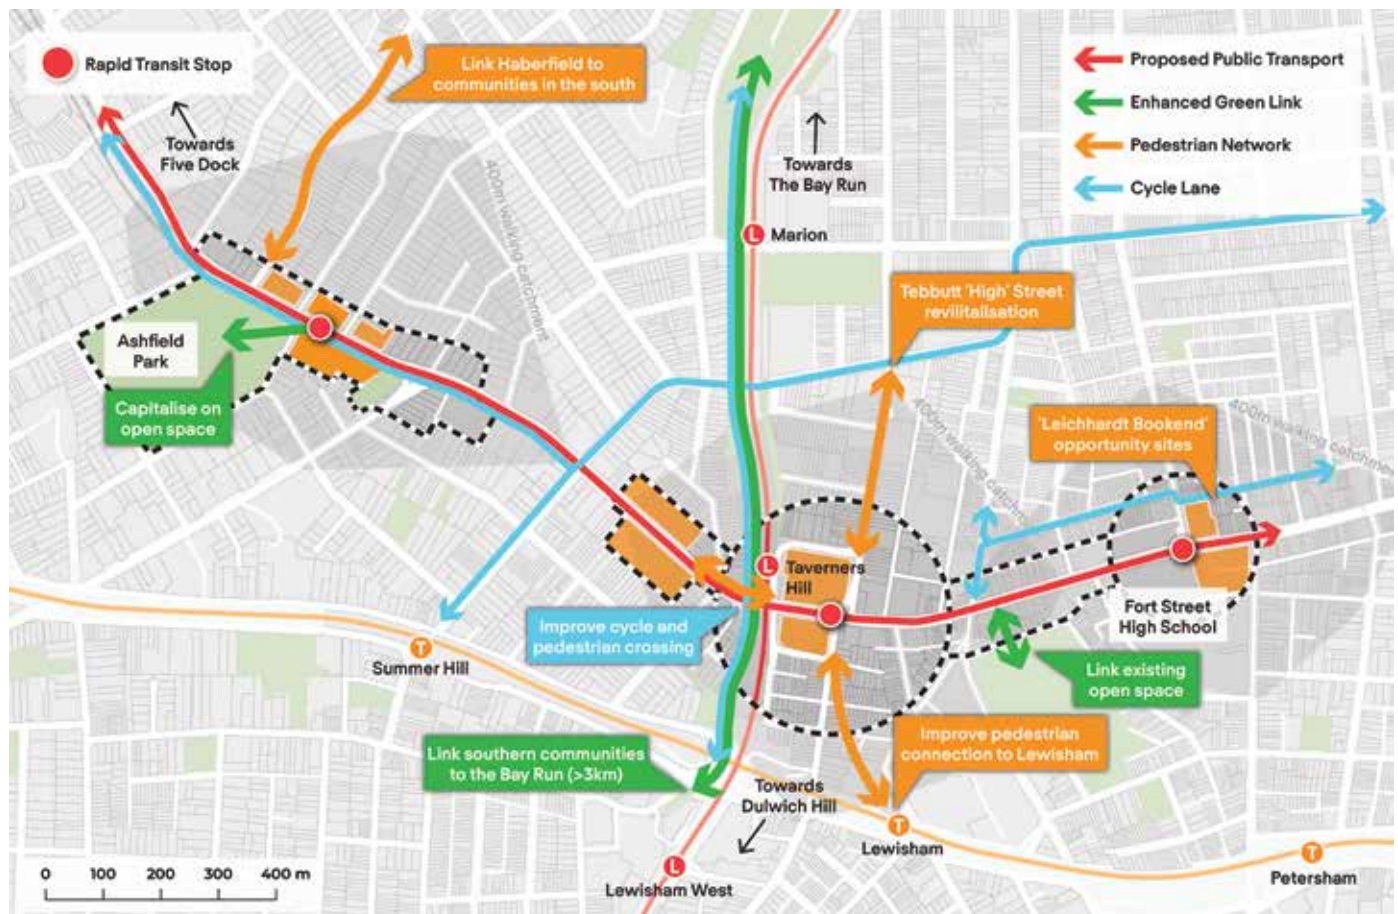 Rapid Transit Stop
Link Haberfield to
communities in the south
Proposed Public Transport
Enhanced Green Link
Pedestrian Network
Cycle Lane
Towards
Five Dock
Towards
The Bay Run
400m walking catchment
L
Marion
Tebbutt 'High' Street
revilitalisation
Ashfield
Park
Capitalise on
open space
400m walking catchm
'Leichhardt Bookend'
opportunity sites
400m walking catchmen
L
Taverners
Hill
Improve cycle and
pedestrian crossing
Fort Street
High School
T
Summer Hill
Link existing
open space
Link southern communities
to the Bay Run (>3km)
Improve pedestrian
connection to Lewisham
Towards
Dulwich Hill
T
Lewisham
L
Lewisham West
T
Petersham
0 100 200 300 400 m